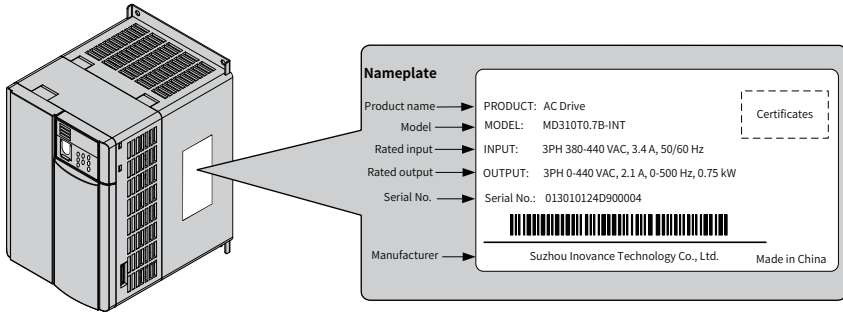 Nameplate
Product name PRODUCT: AC Drive
Certificates
Model MODEL: MD310T0.7B-INT
Rated input INPUT: 3PH 380-440 VAC, 3.4 A, 50/60 Hz
Rated output OUTPUT: 3PH 0-440 VAC, 2.1 A, 0-500 Hz, 0.75 kW
Serial No. Serial No.: 013010124D900004
Manufacturer Suzhou Inovance Technology Co., Ltd. Made in China